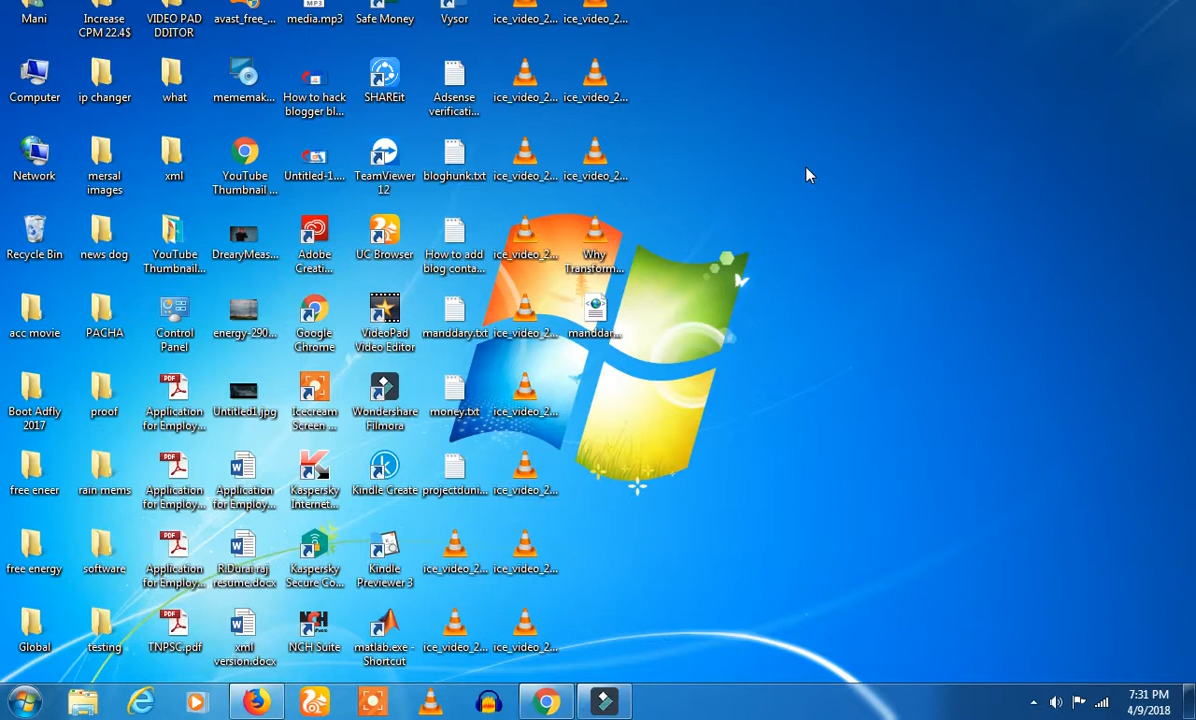 Mani
Increase
CPM 22.4$
VIDEO PAD
DDITOR
avast_free_...
media.mp3
Safe Money
Vysor
ice_video_2...
ice_video_2...
Computer
ip changer
what
mememak...
How to hack
blogger bl...
SHAREit
Adsense
verificati...
ice_video_2...
ice_video_2...
Network
mersal
images
xml
YouTube
Thumbnail ...
Untitled-1....
TeamViewer
12
bloghunk.txt
ice_video_2...
ice_video_2...
Recycle Bin
news dog
YouTube
Thumbnail...
DrearyMeas...
Adobe
Creati...
UC Browser
How to add
blog conta...
ice_video_2...
Why
Transform...
acc movie
PACHA
Control
Panel
energy-290...
Google
Chrome
VideoPad
Video Editor
manddary.txt
ice_video_2...
manddar...
Boot Adfly
2017
proof
PDF
Application
for Employ...
Untitled1.jpg
Icecream
Screen ...
Wondershare
Filmora
money.txt
ice_video_2...
free eneer
rain mems
PDF
Application
for Employ...
Application
for Employ...
Kaspersky
Internet...
Kindle Create
projectduni...
ice_video_2...
free energy
software
PDF
Application
for Employ...
R.Durai raj
resume.docx
Kaspersky
Secure Co...
Kindle
Previewer 3
ice_video_2...
ice_video_2...
Global
testing
PDF
TNPSC.pdf
xml
version.docx
NCH Suite
matlab.exe -
Shortcut
ice_video_2...
ice_video_2...
7:31 PM
4/9/2018